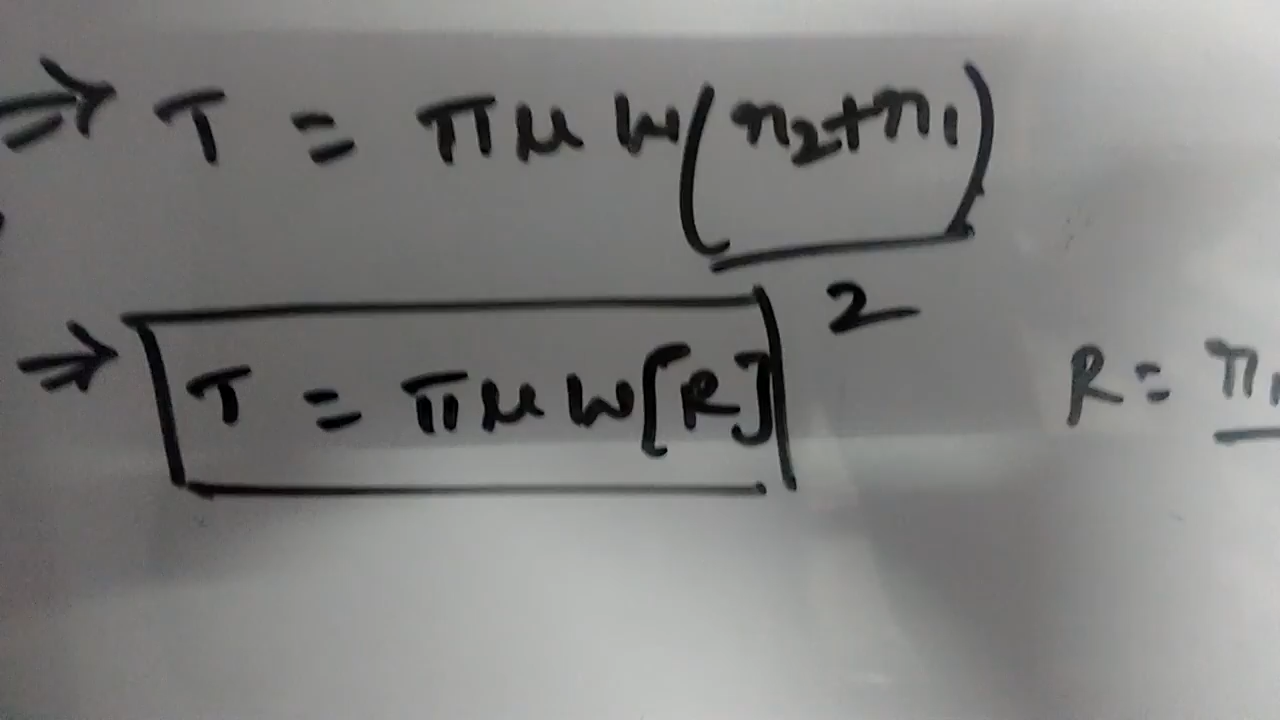 ⇒ T = πμW(r₂+r₁)
2
⇒ T = πμW[R]
R = r₁